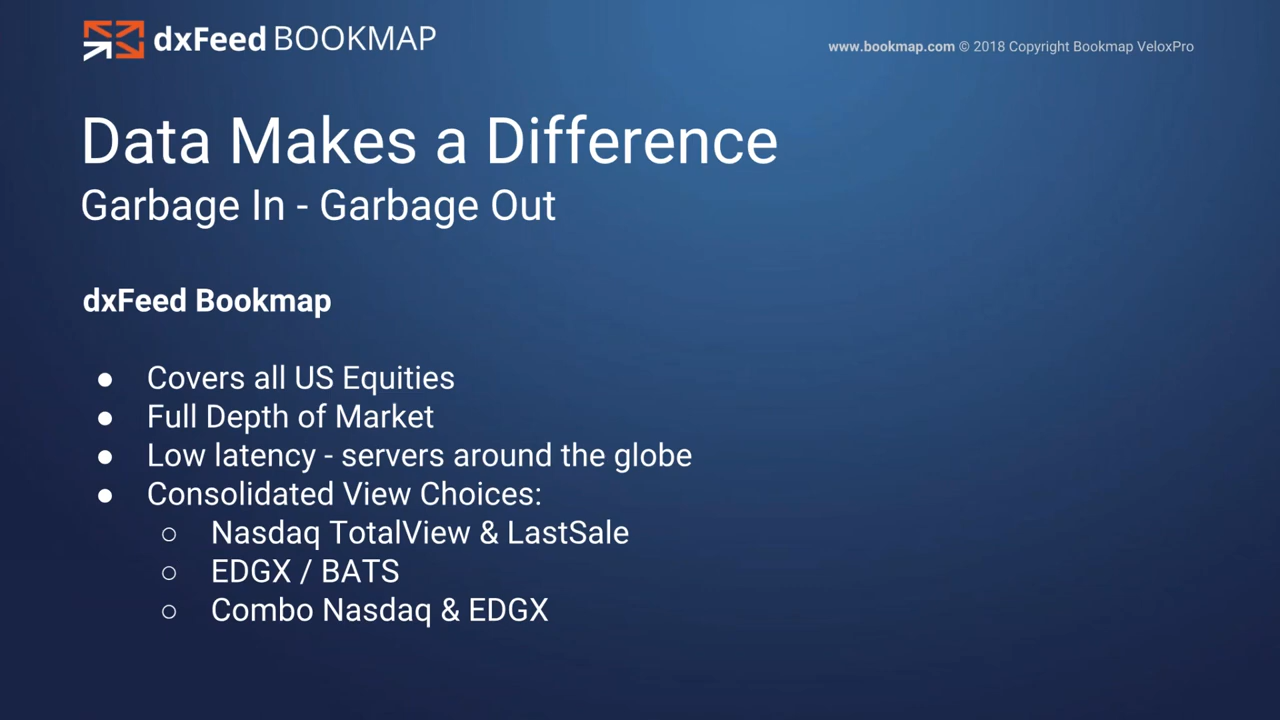 dxFeed BOOKMAP
www.bookmap.com © 2018 Copyright Bookmap VeloxPro
Data Makes a Difference
Garbage In - Garbage Out
dxFeed Bookmap
● Covers all US Equities
● Full Depth of Market
● Low latency - servers around the globe
● Consolidated View Choices:
○ Nasdaq TotalView & LastSale
○ EDGX / BATS
○ Combo Nasdaq & EDGX